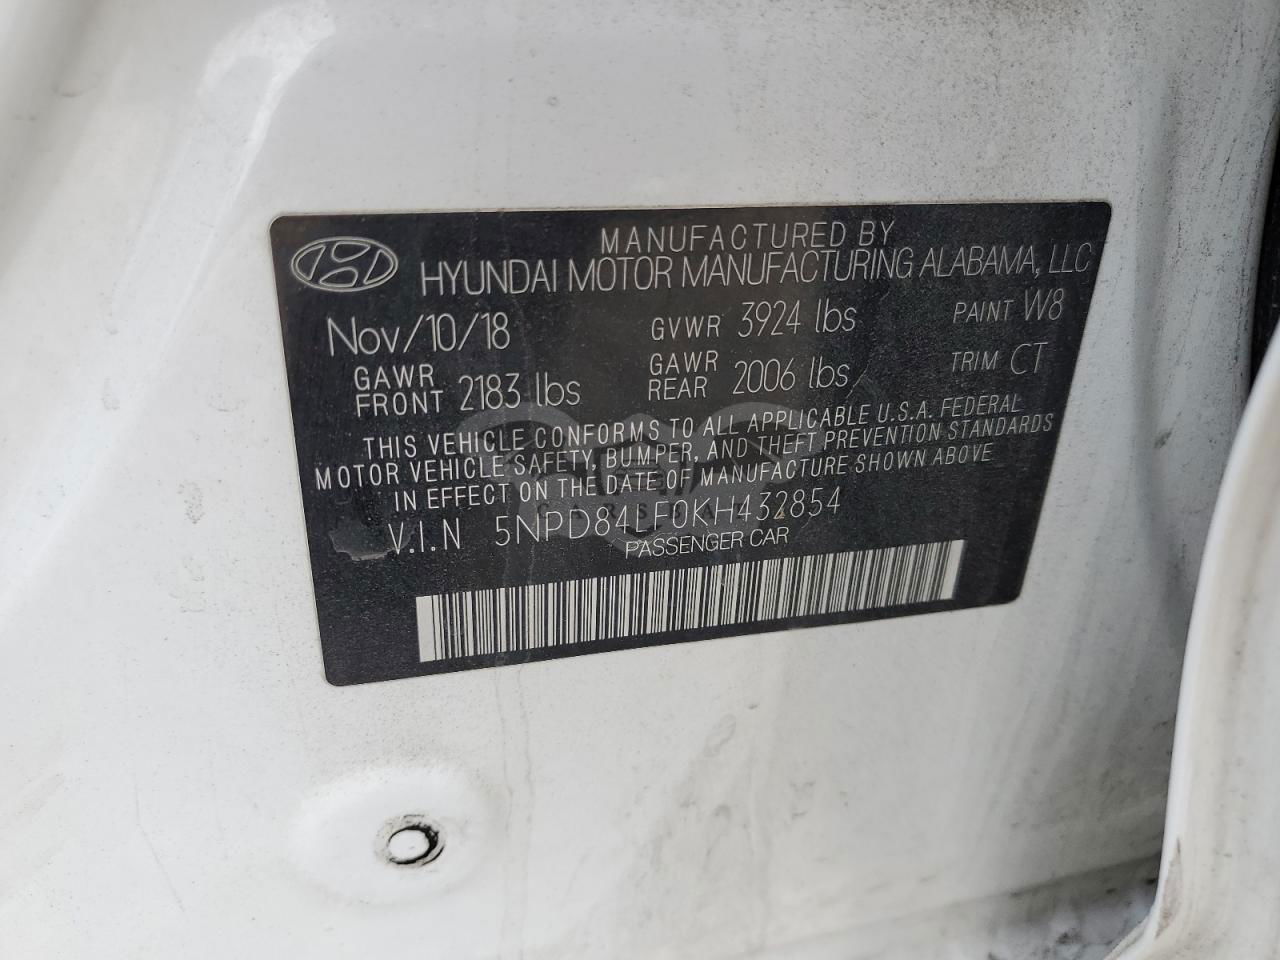 MANUFACTURED BY
HYUNDAI MOTOR MANUFACTURING ALABAMA, LLC
Nov/10/18 GVWR 3924 lbs PAINT W8
GAWR FRONT 2183 lbs GAWR REAR 2006 lbs TRIM CT
THIS VEHICLE CONFORMS TO ALL APPLICABLE U.S.A. FEDERAL
MOTOR VEHICLE SAFETY, BUMPER, AND THEFT PREVENTION STANDARDS
IN EFFECT ON THE DATE OF MANUFACTURE SHOWN ABOVE
V.I.N 5NPD84LF0KH432854
PASSENGER CAR